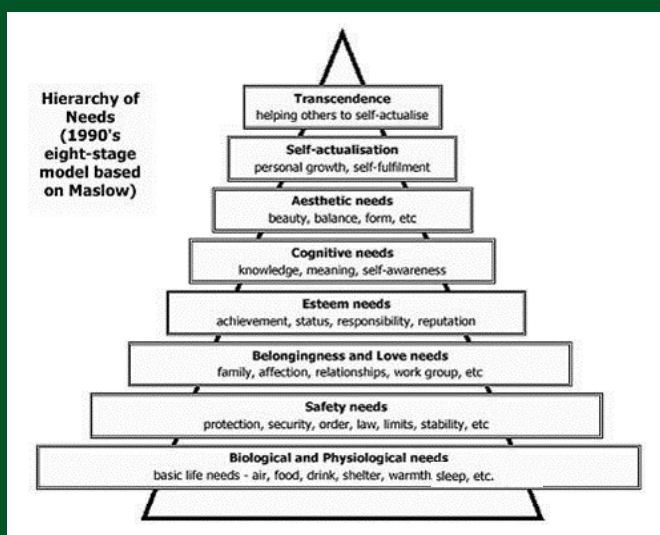 Hierarchy of
Needs
(1990's
eight-stage
model based
on Maslow)
Transcendence
helping others to self-actualise
Self-actualisation
personal growth, self-fulfilment
Aesthetic needs
beauty, balance, form, etc
Cognitive needs
knowledge, meaning, self-awareness
Esteem needs
achievement, status, responsibility, reputation
Belongingness and Love needs
family, affection, relationships, work group, etc
Safety needs
protection, security, order, law, limits, stability, etc
Biological and Physiological needs
basic life needs - air, food, drink, shelter, warmth sleep, etc.